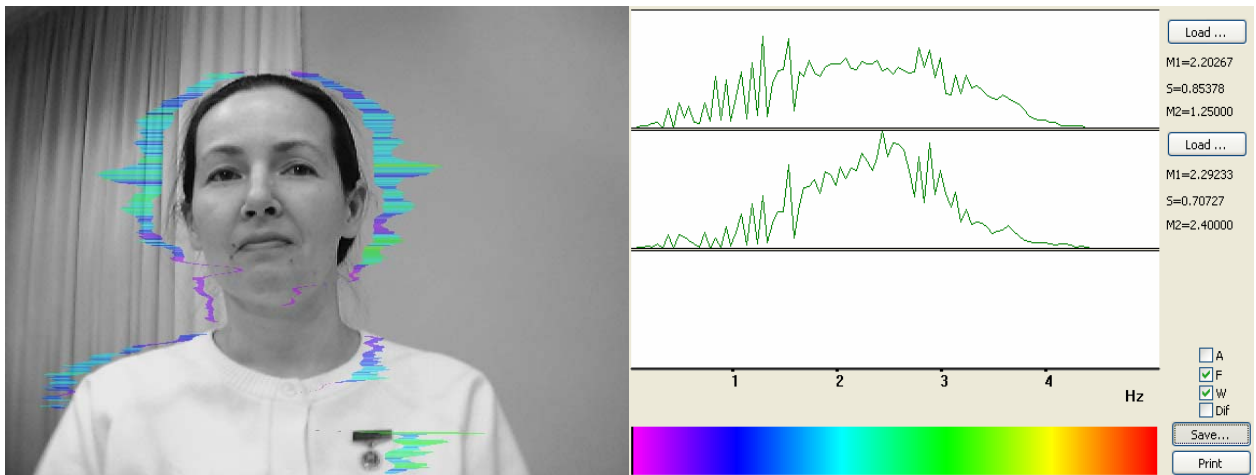 Load ...
M1=2.20267
S=0.85378
M2=1.25000
Load ...
M1=2.29233
S=0.70727
M2=2.40000
1 2 3 4
Hz
A
F
W
Dif
Save...
Print